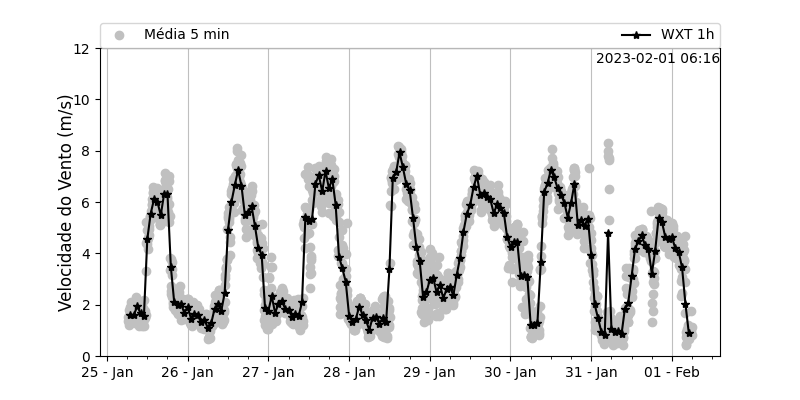 Média 5 min WXT 1h
2023-02-01 06:16
Velocidade do Vento (m/s)
12
10
8
6
4
2
0
25 - Jan 26 - Jan 27 - Jan 28 - Jan 29 - Jan 30 - Jan 31 - Jan 01 - Feb